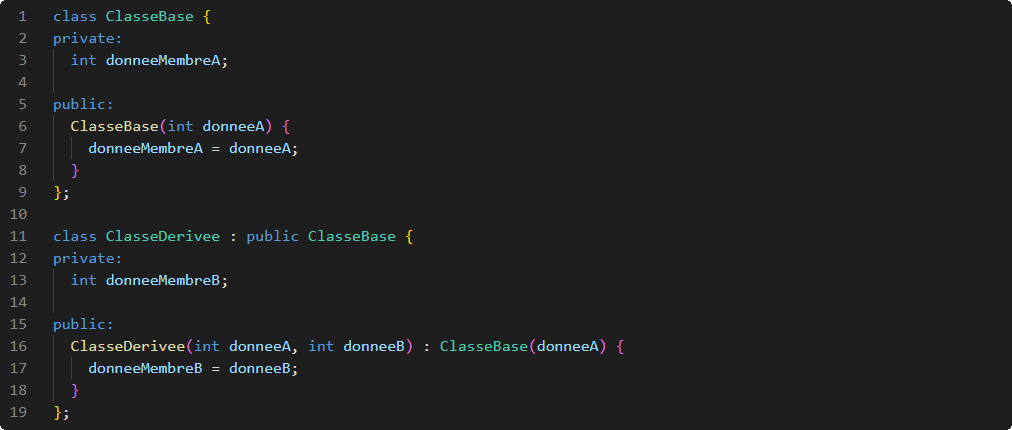 1 class ClasseBase {
2 private:
3 int donneeMembreA;
4
5 public:
6 ClasseBase(int donneeA) {
7 donneeMembreA = donneeA;
8 }
9 };
10
11 class ClasseDerivee : public ClasseBase {
12 private:
13 int donneeMembreB;
14
15 public:
16 ClasseDerivee(int donneeA, int donneeB) : ClasseBase(donneeA) {
17 donneeMembreB = donneeB;
18 }
19 };